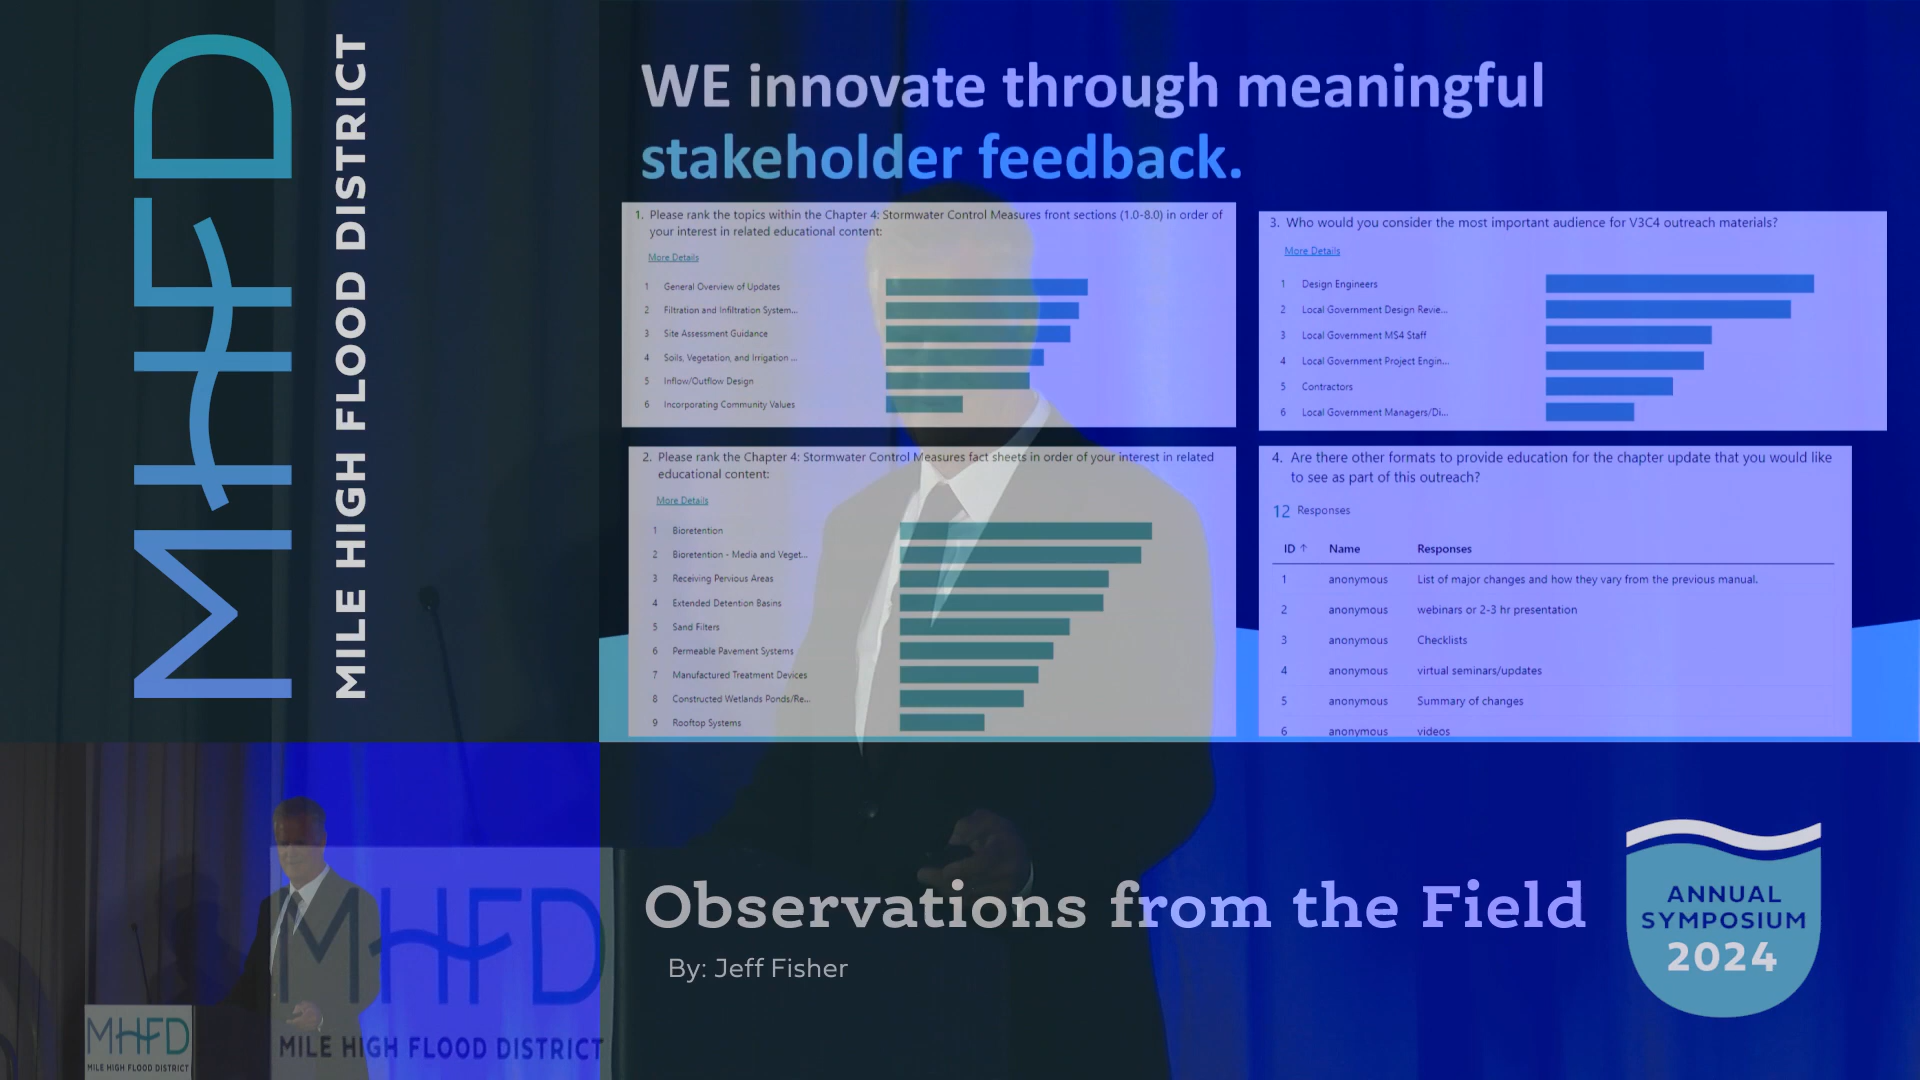 MHFD
MILE HIGH FLOOD DISTRICT
WE innovate through meaningful
stakeholder feedback.
1. Please rank the topics within the Chapter 4: Stormwater Control Measures front sections (1.0-8.0) in order of
your interest in related educational content:
More Details
1 General Overview of Updates
2 Filtration and Infiltration System...
3 Site Assessment Guidance
4 Soils, Vegetation, and Irrigation ...
5 Inflow/Outflow Design
6 Incorporating Community Values
2. Please rank the Chapter 4: Stormwater Control Measures fact sheets in order of your interest in related
educational content:
More Details
1 Bioretention
2 Bioretention - Media and Veget...
3 Receiving Pervious Areas
4 Extended Detention Basins
5 Sand Filters
6 Permeable Pavement Systems
7 Manufactured Treatment Devices
8 Constructed Wetlands Ponds/Re...
9 Rooftop Systems
3. Who would you consider the most important audience for V3C4 outreach materials?
More Details
1 Design Engineers
2 Local Government Design Revie...
3 Local Government MS4 Staff
4 Local Government Project Engin...
5 Contractors
6 Local Government Managers/Di...
4. Are there other formats to provide education for the chapter update that you would like
to see as part of this outreach?
12 Responses
ID ↑ Name Responses
1 anonymous List of major changes and how they vary from the previous manual.
2 anonymous webinars or 2-3 hr presentation
3 anonymous Checklists
4 anonymous virtual seminars/updates
5 anonymous Summary of changes
6 anonymous videos
MHFD
MILE HIGH FLOOD DISTRICT
MHFD
MILE HIGH FLOOD DISTRICT
Observations from the Field
By: Jeff Fisher
ANNUAL
SYMPOSIUM
2024